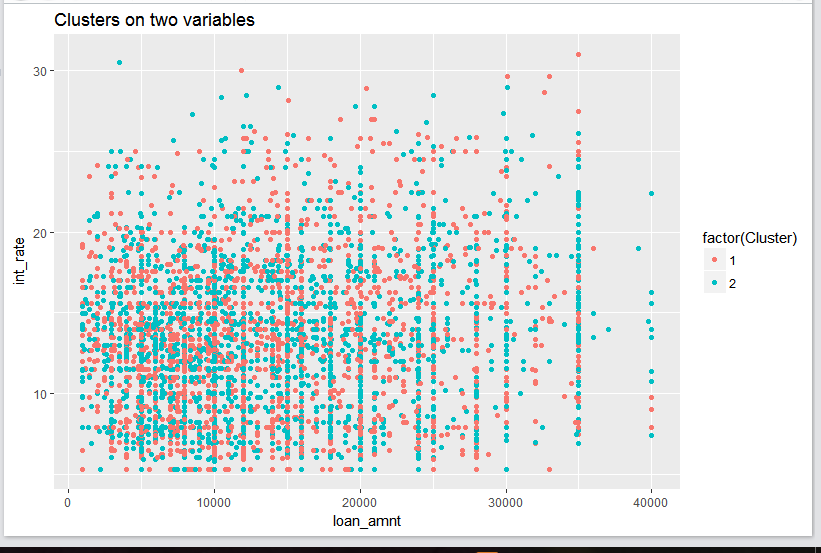 Clusters on two variables
30
20
10
int_rate
0
10000
20000
30000
40000
loan_amnt
factor(Cluster)
1
2